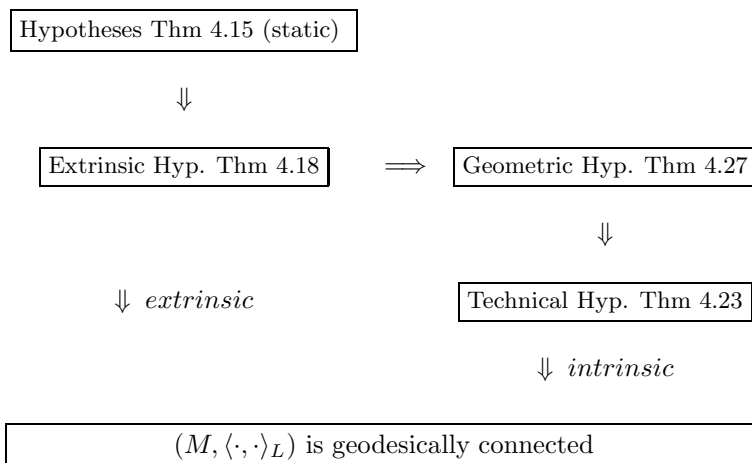 Hypotheses Thm 4.15 (static)
⇓
Extrinsic Hyp. Thm 4.18 ⟹ Geometric Hyp. Thm 4.27
⇓
⇓ extrinsic Technical Hyp. Thm 4.23
⇓ intrinsic
(M, ⟨·, ·⟩_L) is geodesically connected